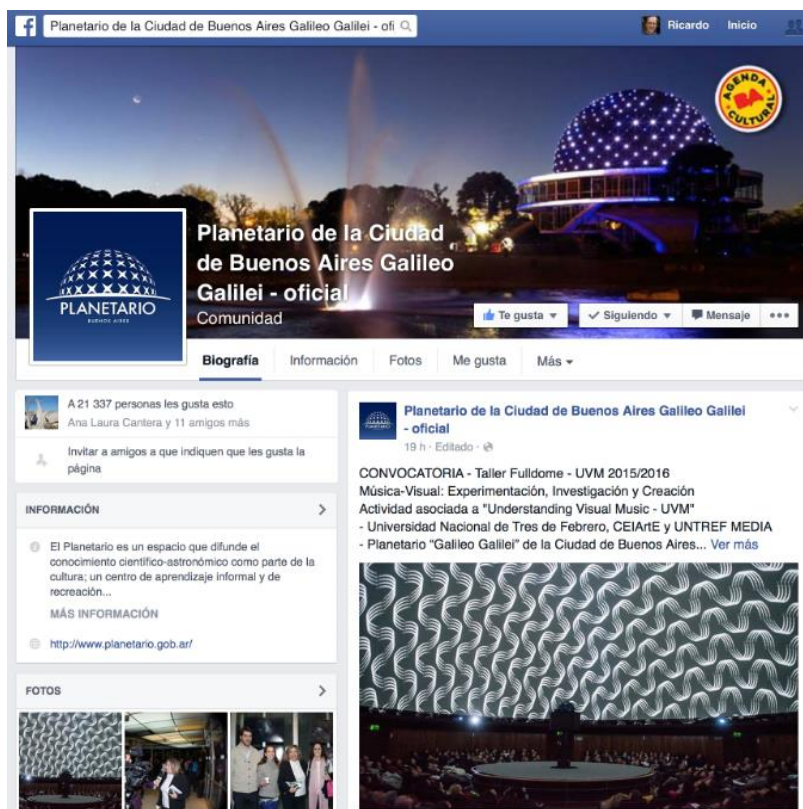 Planetario de la Ciudad de Buenos Aires Galileo Galilei - ofi
Ricardo
Inicio
AGENDA
BA
CULTURAL
PLANETARIO
BUENOS AIRES
Planetario de la Ciudad
de Buenos Aires Galileo
Galilei - oficial
Comunidad
Te gusta
Siguiendo
Mensaje
Biografía
Información
Fotos
Me gusta
Más
A 21 337 personas les gusta esto
Ana Laura Cantera y 11 amigos más
Invitar a amigos a que indiquen que les gusta la
página
INFORMACIÓN
El Planetario es un espacio que difunde el
conocimiento científico-astronómico como parte de la
cultura; un centro de aprendizaje informal y de
recreación...
MÁS INFORMACIÓN
http://www.planetario.gob.ar/
FOTOS
Planetario de la Ciudad de Buenos Aires Galileo Galilei
- oficial
19 h · Editado ·
CONVOCATORIA - Taller Fulldome - UVM 2015/2016
Música-Visual: Experimentación, Investigación y Creación
Actividad asociada a "Understanding Visual Music - UVM"
- Universidad Nacional de Tres de Febrero, CEIArtE y UNTREF MEDIA
- Planetario "Galileo Galilei" de la Ciudad de Buenos Aires... Ver más